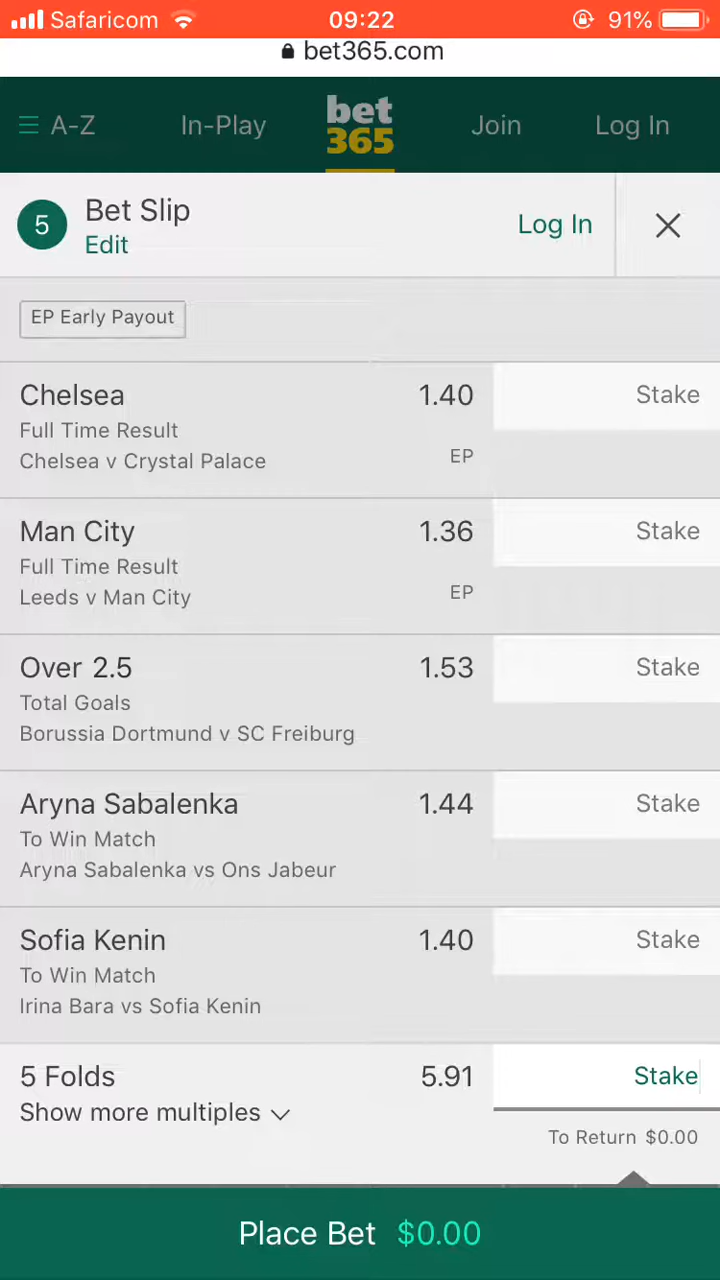 Safaricom 09:22 91%
bet365.com
A-Z In-Play bet365 Join Log In
5 Bet Slip Log In
Edit
EP Early Payout
Chelsea 1.40 Stake
Full Time Result
Chelsea v Crystal Palace EP
Man City 1.36 Stake
Full Time Result
Leeds v Man City EP
Over 2.5 1.53 Stake
Total Goals
Borussia Dortmund v SC Freiburg
Aryna Sabalenka 1.44 Stake
To Win Match
Aryna Sabalenka vs Ons Jabeur
Sofia Kenin 1.40 Stake
To Win Match
Irina Bara vs Sofia Kenin
5 Folds 5.91 Stake
Show more multiples
To Return $0.00
Place Bet $0.00